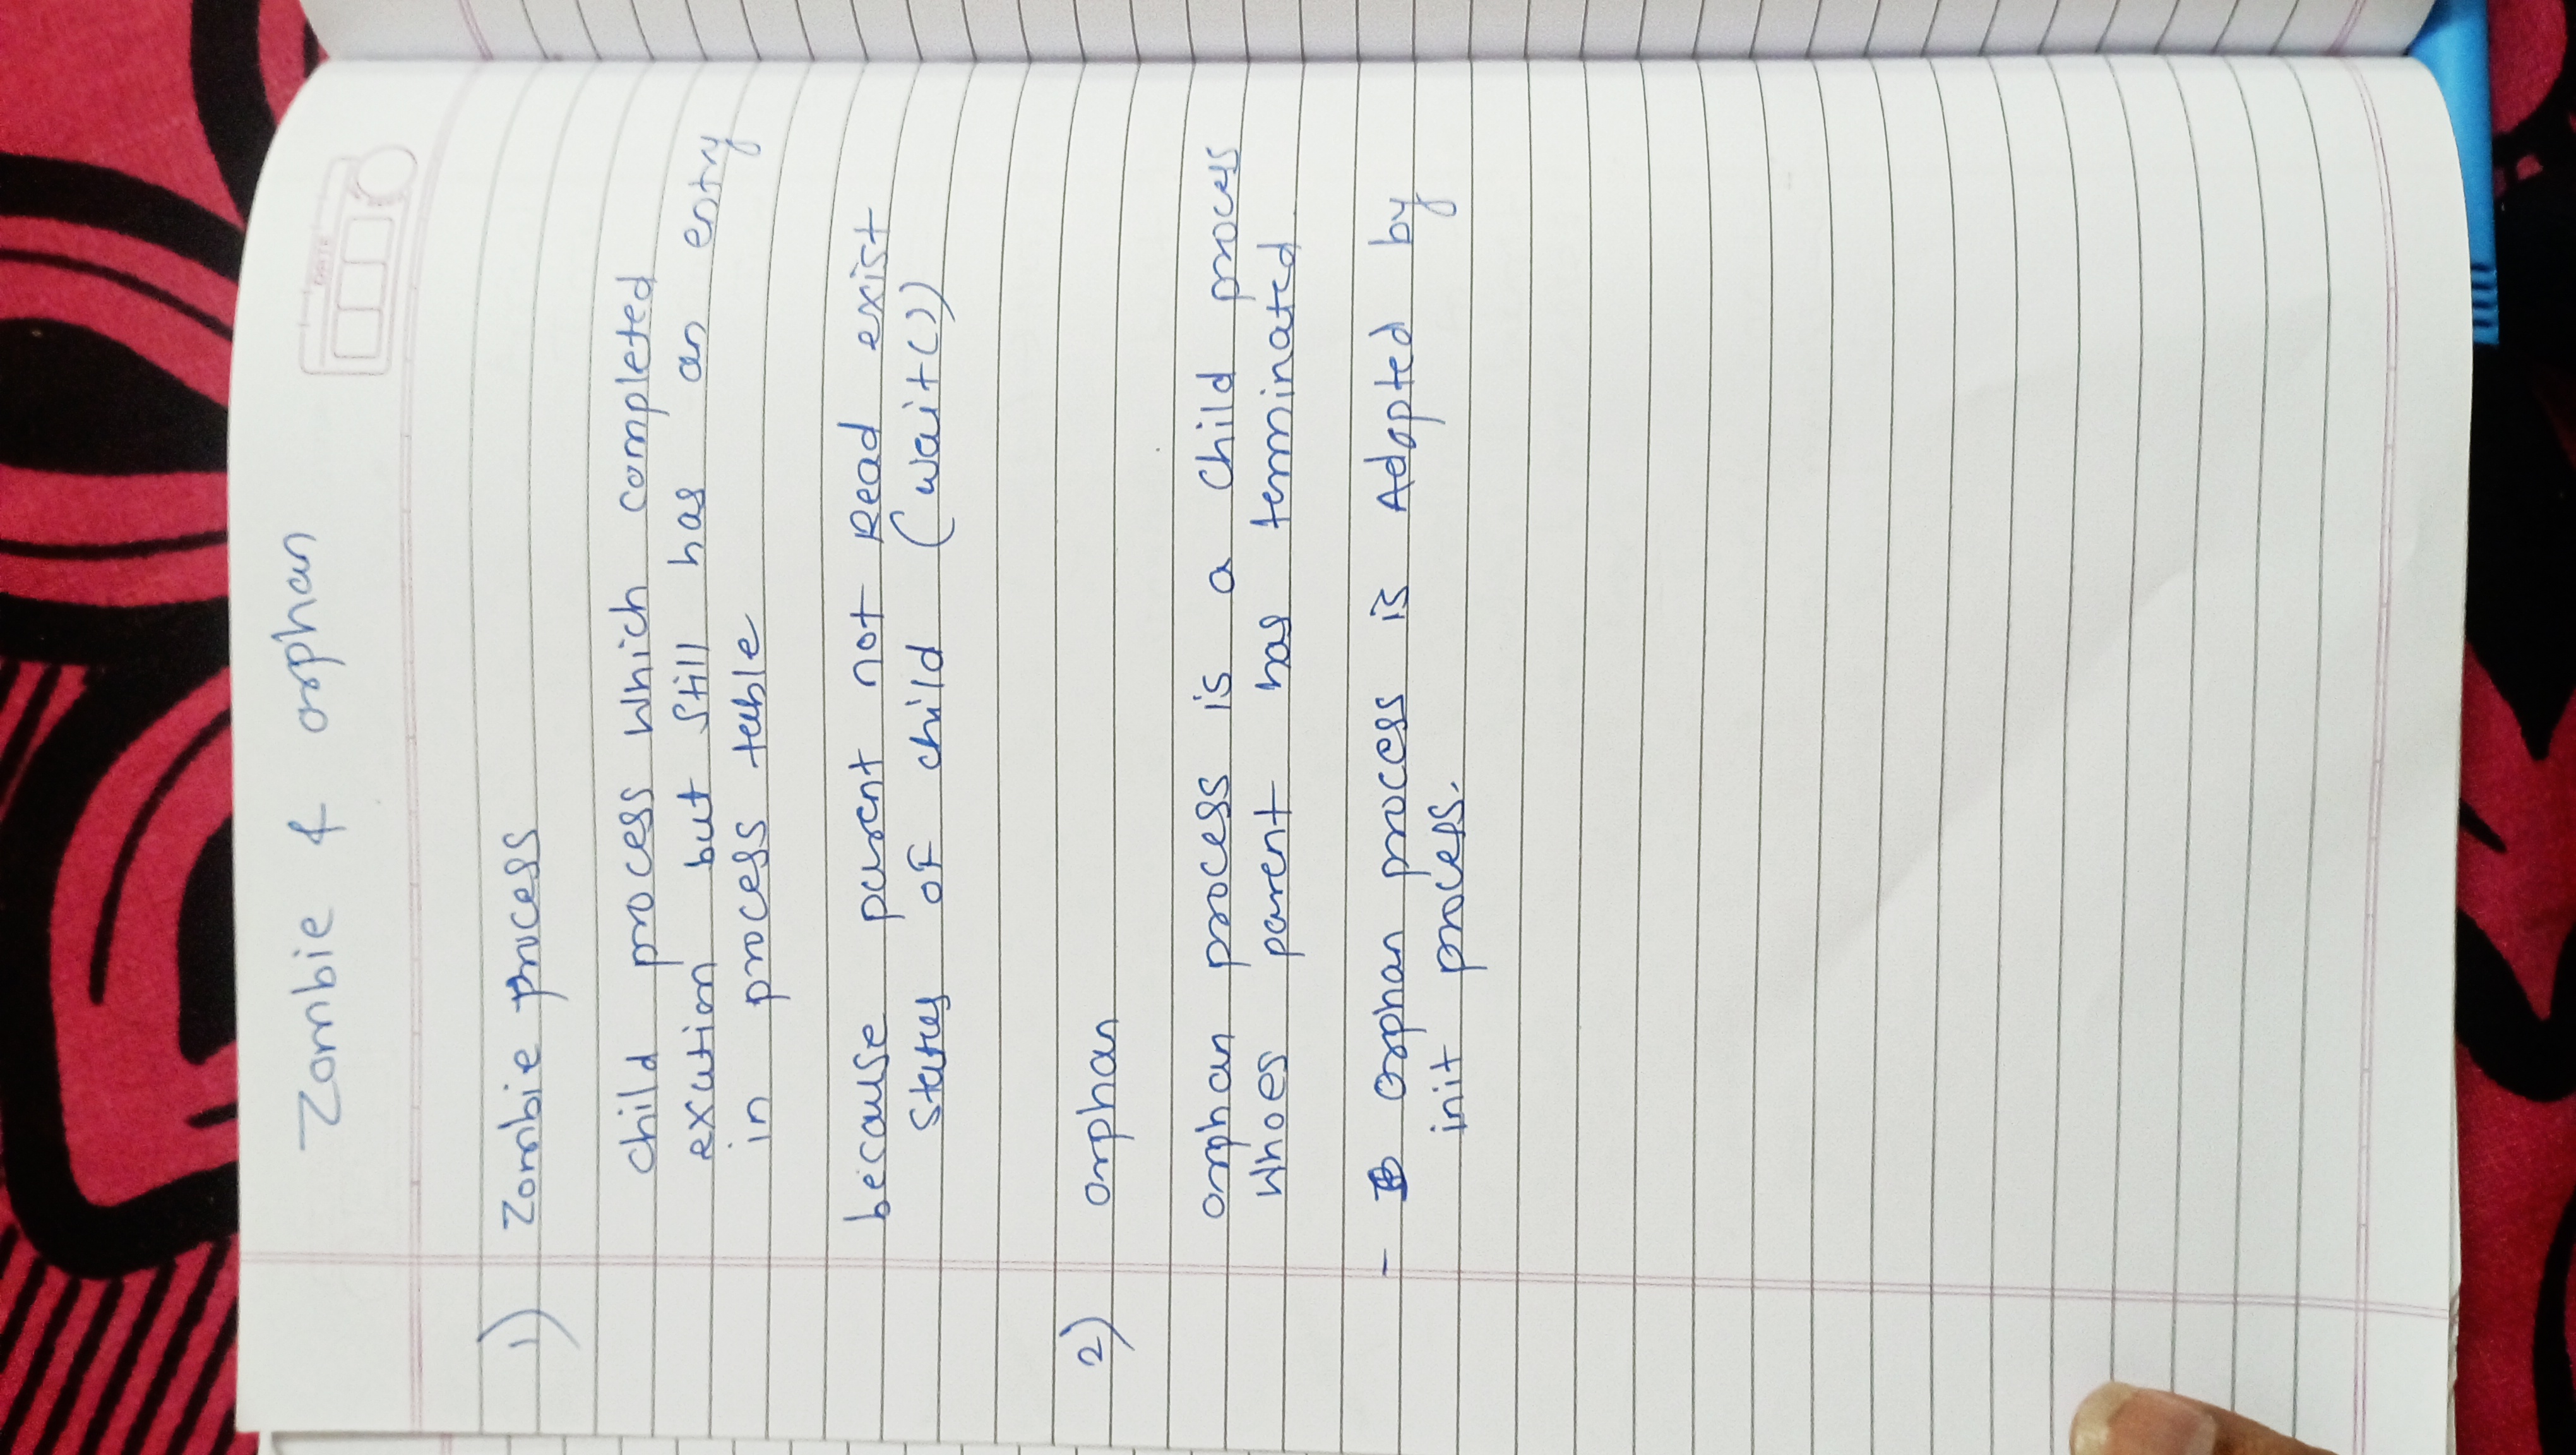 Zombie & orphan
DATE
1) Zombie process
child process which completed
exution but still has an entry
in process table
because parent not Read exist
status of child (wait())
2) orphan
orphan process is a child process
whoes parent has terminated
- orphan process is Adopted by
init process.